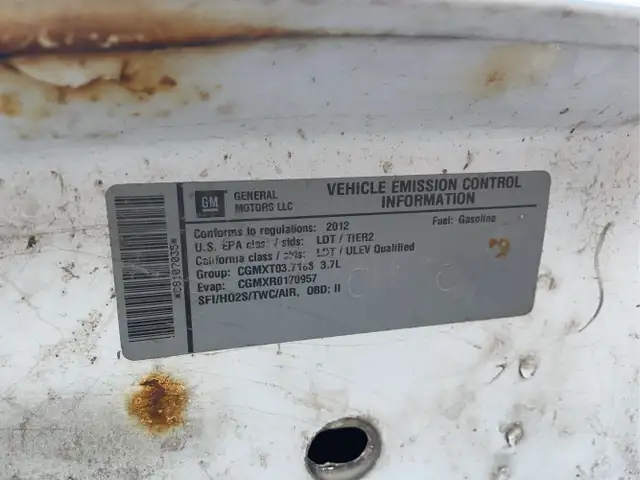 GM
GENERAL
MOTORS LLC
VEHICLE EMISSION CONTROL
INFORMATION
Conforms to regulations: 2012
Fuel: Gasoline
U.S. EPA class / stds: LDT / TIER2
California class / stds: LDT / ULEV Qualified
Group: CGMXT03.7163 3.7L
Evap: CGMXR0170957
SFI/HO2S/TWC/AIR, OBD: II
*C8107035*